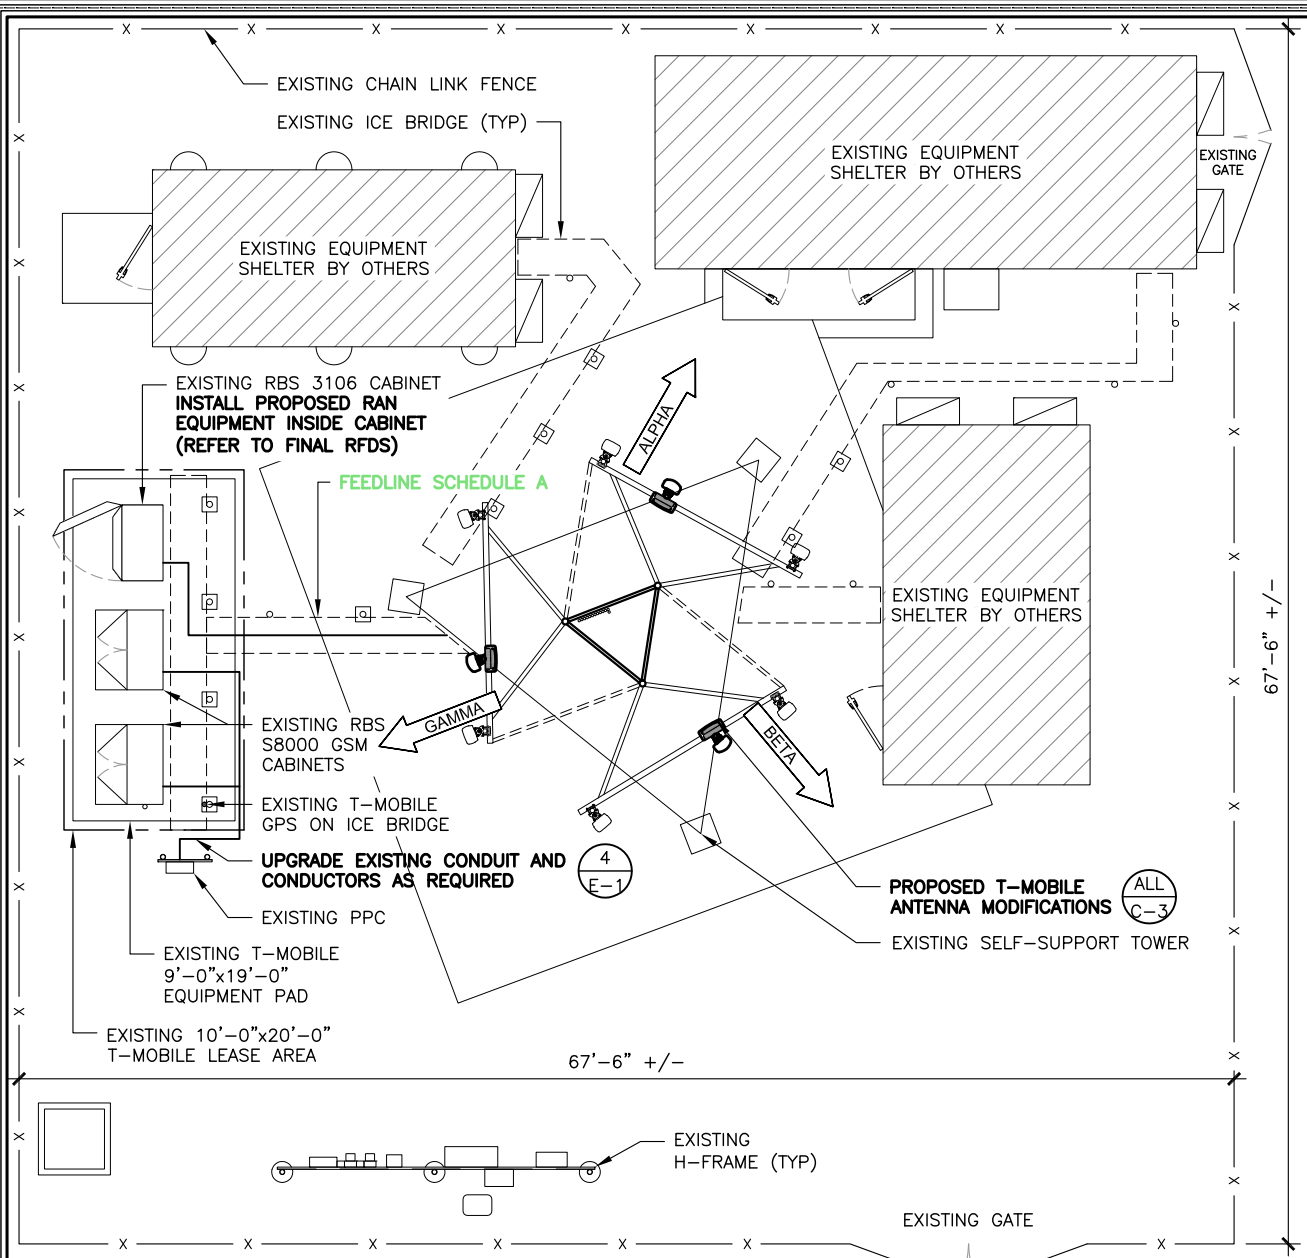 EXISTING CHAIN LINK FENCE
EXISTING ICE BRIDGE (TYP)
EXISTING EQUIPMENT
SHELTER BY OTHERS
EXISTING
GATE
EXISTING EQUIPMENT
SHELTER BY OTHERS
EXISTING RBS 3106 CABINET
INSTALL PROPOSED RAN
EQUIPMENT INSIDE CABINET
(REFER TO FINAL RFDS)
ALPHA
FEEDLINE SCHEDULE A
EXISTING EQUIPMENT
SHELTER BY OTHERS
67'-6" +/-
GAMMA
BETA
EXISTING RBS
S8000 GSM
CABINETS
EXISTING T-MOBILE
GPS ON ICE BRIDGE
UPGRADE EXISTING CONDUIT AND
CONDUCTORS AS REQUIRED
4
E-1
PROPOSED T-MOBILE
ANTENNA MODIFICATIONS
ALL
C-3
EXISTING PPC
EXISTING SELF-SUPPORT TOWER
EXISTING T-MOBILE
9'-0"x19'-0"
EQUIPMENT PAD
EXISTING 10'-0"x20'-0"
T-MOBILE LEASE AREA
67'-6" +/-
EXISTING
H-FRAME (TYP)
EXISTING GATE